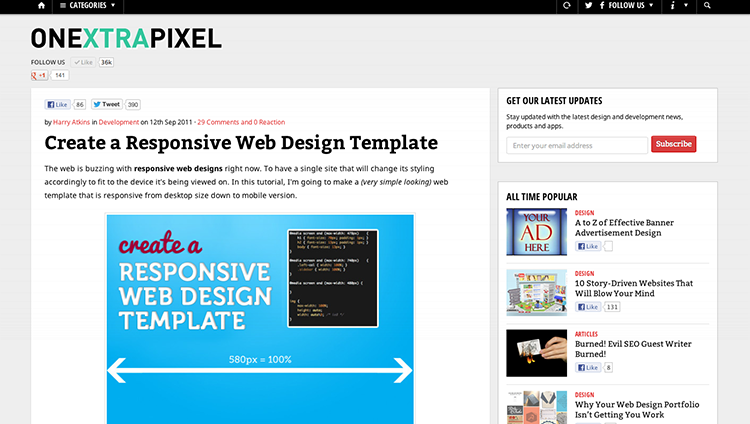 CATEGORIES ▼
FOLLOW US ▼
i ▼
ONEXTRAPIXEL
FOLLOW US Like 36k
+1 141
Like 86 Tweet 390
by Harry Atkins in Development on 12th Sep 2011 · 29 Comments and 0 Reaction
Create a Responsive Web Design Template
The web is buzzing with responsive web designs right now. To have a single site that will change its styling
accordingly to fit to the device it's being viewed on. In this tutorial, I'm going to make a (very simple looking) web
template that is responsive from desktop size down to mobile version.
create a
RESPONSIVE
WEB DESIGN
TEMPLATE
580px = 100%
GET OUR LATEST UPDATES
Stay updated with the latest design and development news,
products and apps.
Enter your email address Subscribe
ALL TIME POPULAR
YOUR
AD
HERE
DESIGN
A to Z of Effective Banner
Advertisement Design
Like
DESIGN
10 Story-Driven Websites That
Will Blow Your Mind
Like 131
ARTICLES
Burned! Evil SEO Guest Writer
Burned!
Like 8
DESIGN
Why Your Web Design Portfolio
Isn't Getting You Work